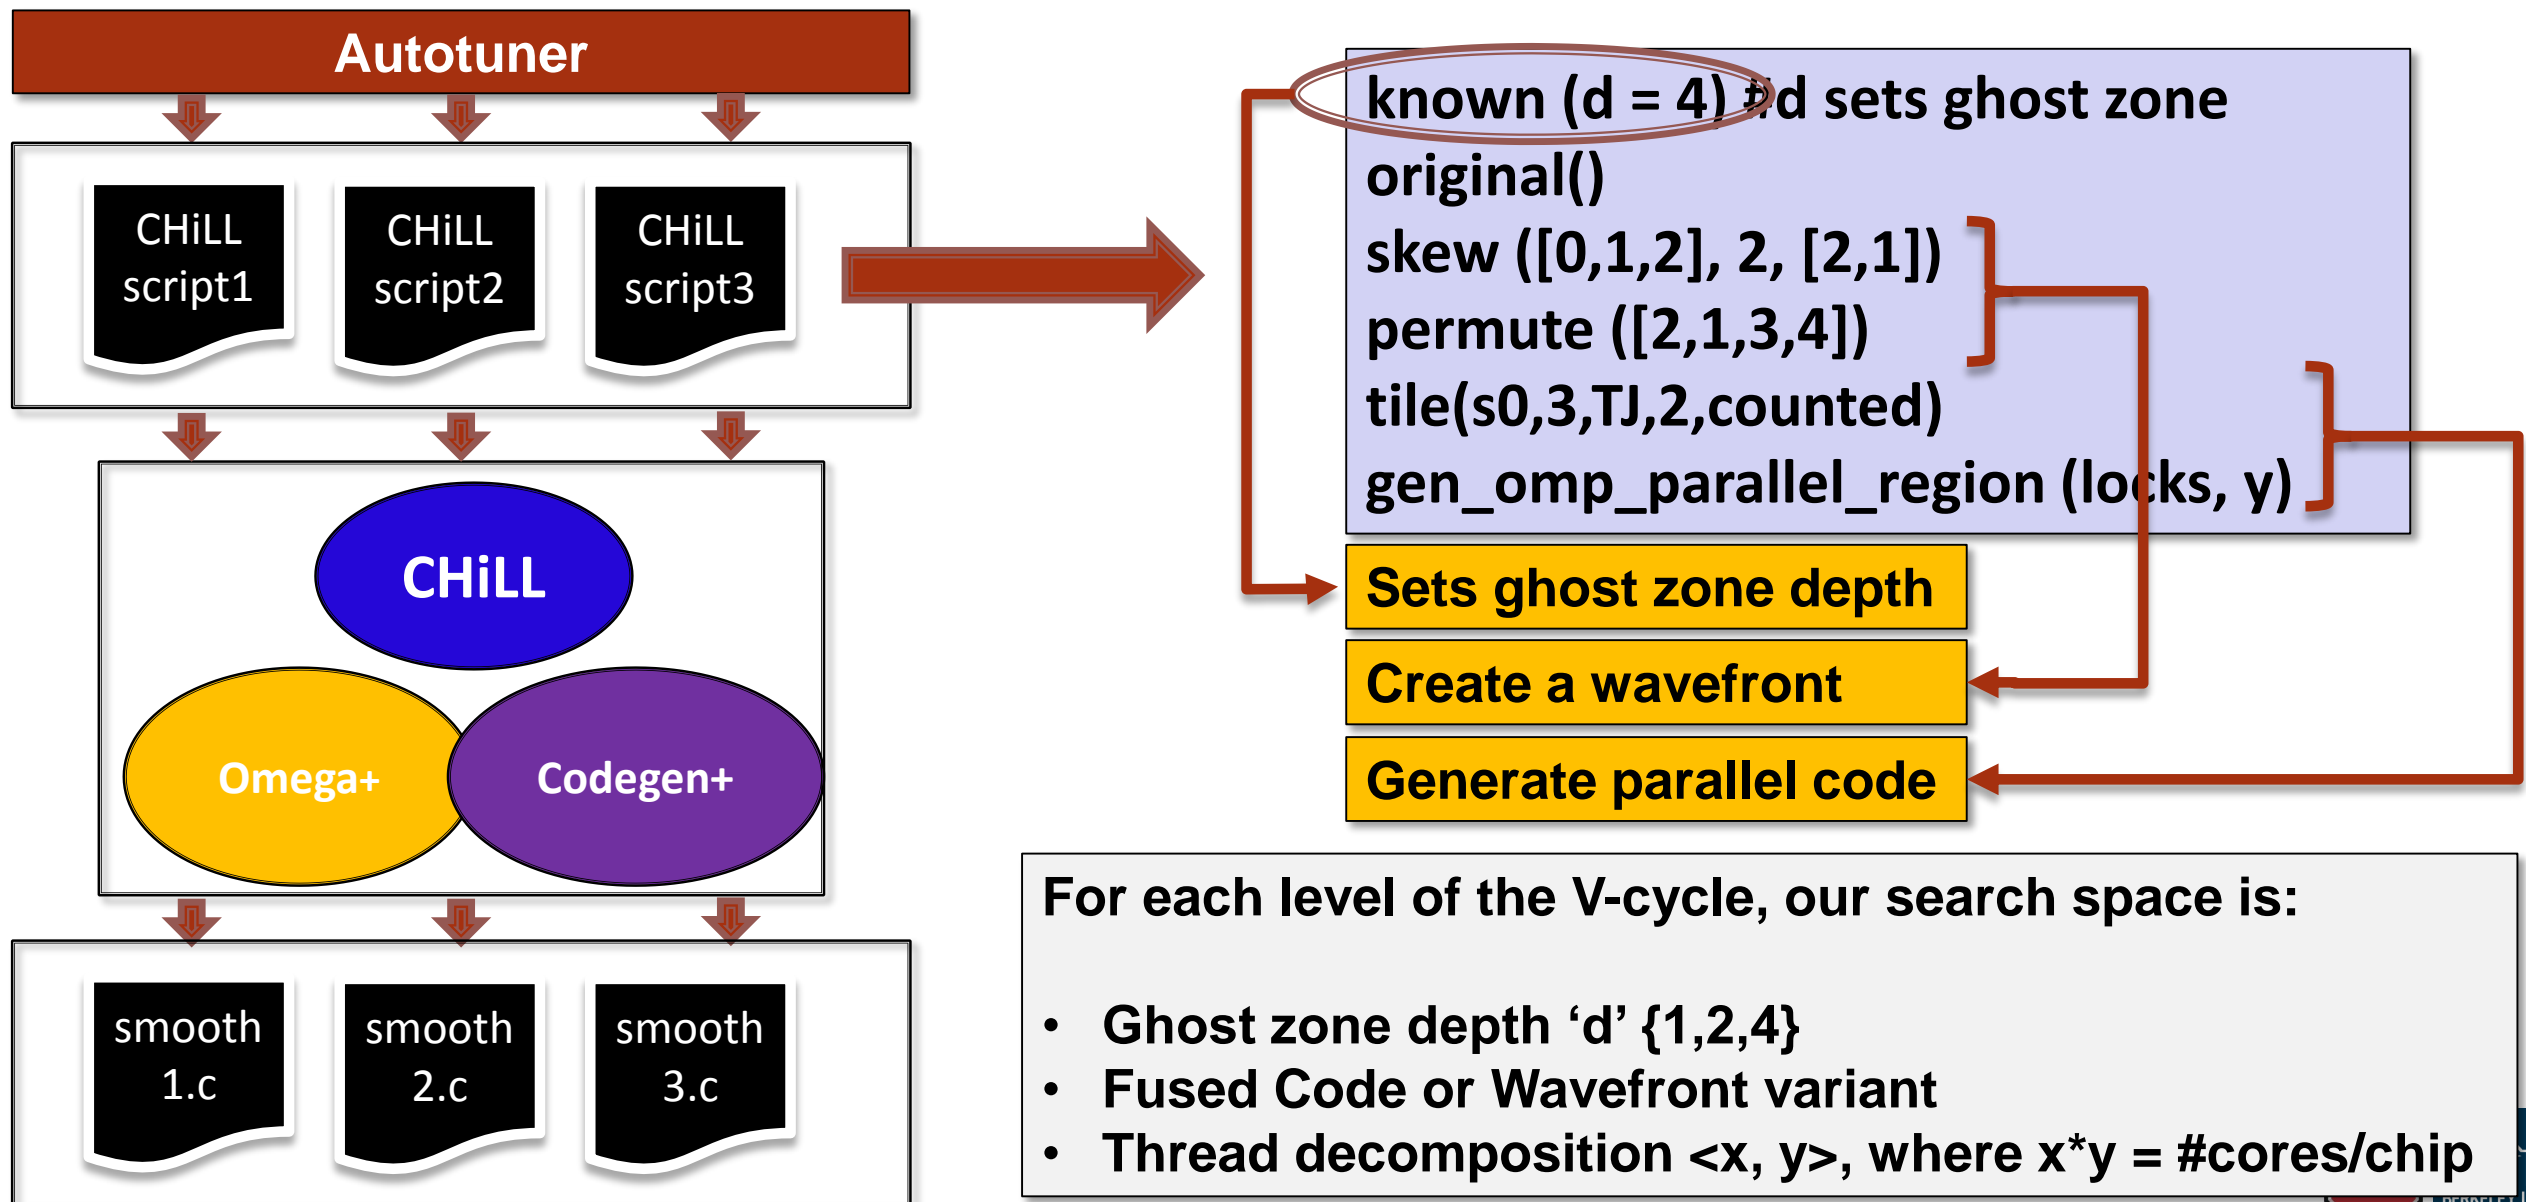 Autotuner
CHiLL
script1
CHiLL
script2
CHiLL
script3
CHiLL
Omega+
Codegen+
smooth
1.c
smooth
2.c
smooth
3.c
known (d = 4) #d sets ghost zone
original()
skew ([0,1,2], 2, [2,1])
permute ([2,1,3,4])
tile(s0,3,TJ,2,counted)
gen_omp_parallel_region (locks, y)
Sets ghost zone depth
Create a wavefront
Generate parallel code
For each level of the V-cycle, our search space is:
• Ghost zone depth ‘d’ {1,2,4}
• Fused Code or Wavefront variant
• Thread decomposition <x, y>, where x*y = #cores/chip